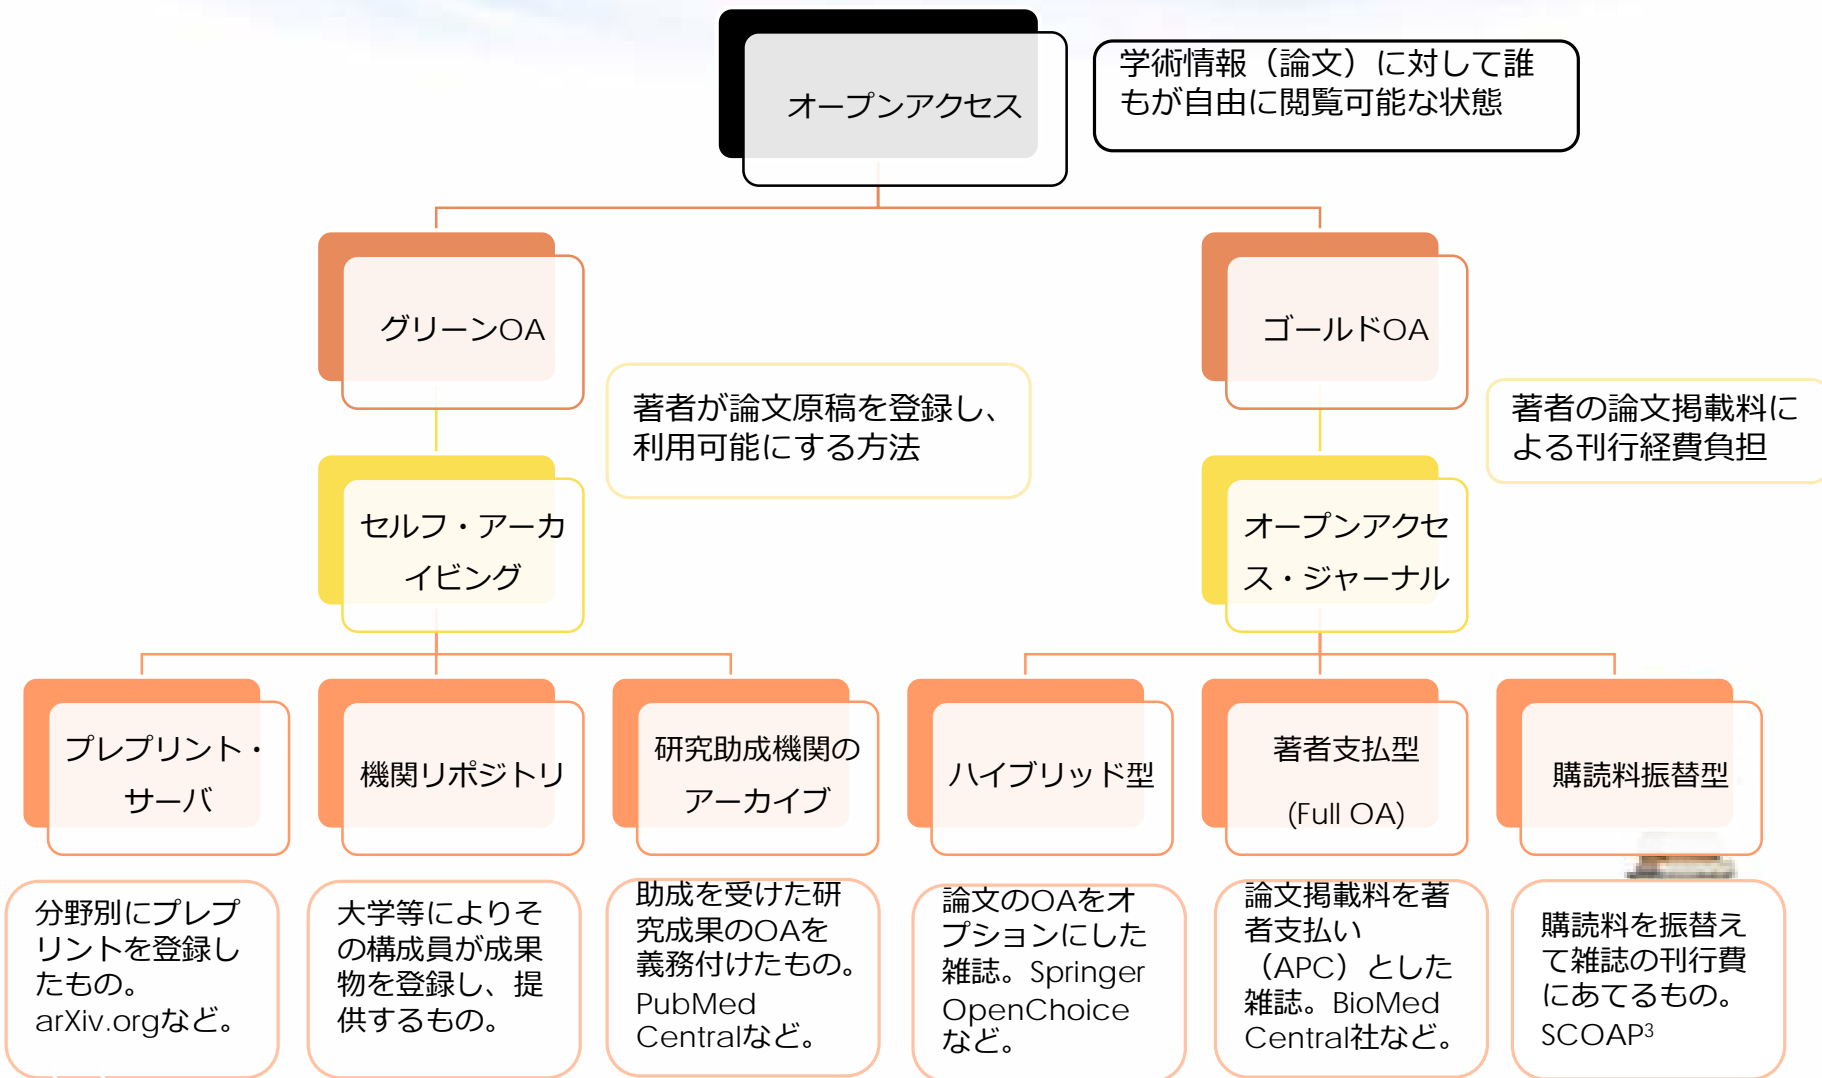 オープンアクセス
学術情報（論文）に対して誰
もが自由に閲覧可能な状態
グリーンOA
ゴールドOA
著者が論文原稿を登録し、
利用可能にする方法
著者の論文掲載料に
よる刊行経費負担
セルフ・アーカ
イビング
オープンアクセ
ス・ジャーナル
プレプリント・
サーバ
機関リポジトリ
研究助成機関の
アーカイブ
ハイブリッド型
著者支払型
(Full OA)
購読料振替型
分野別にプレプ
リントを登録し
たもの。
arXiv.orgなど。
大学等によりそ
の構成員が成果
物を登録し、提
供するもの。
助成を受けた研
究成果のOAを
義務付けたもの。
PubMed
Centralなど。
論文のOAをオ
プションにした
雑誌。Springer
OpenChoice
など。
論文掲載料を著
者支払い
（APC）とした
雑誌。BioMed
Central社など。
購読料を振替え
て雑誌の刊行費
にあてるもの。
SCOAP³